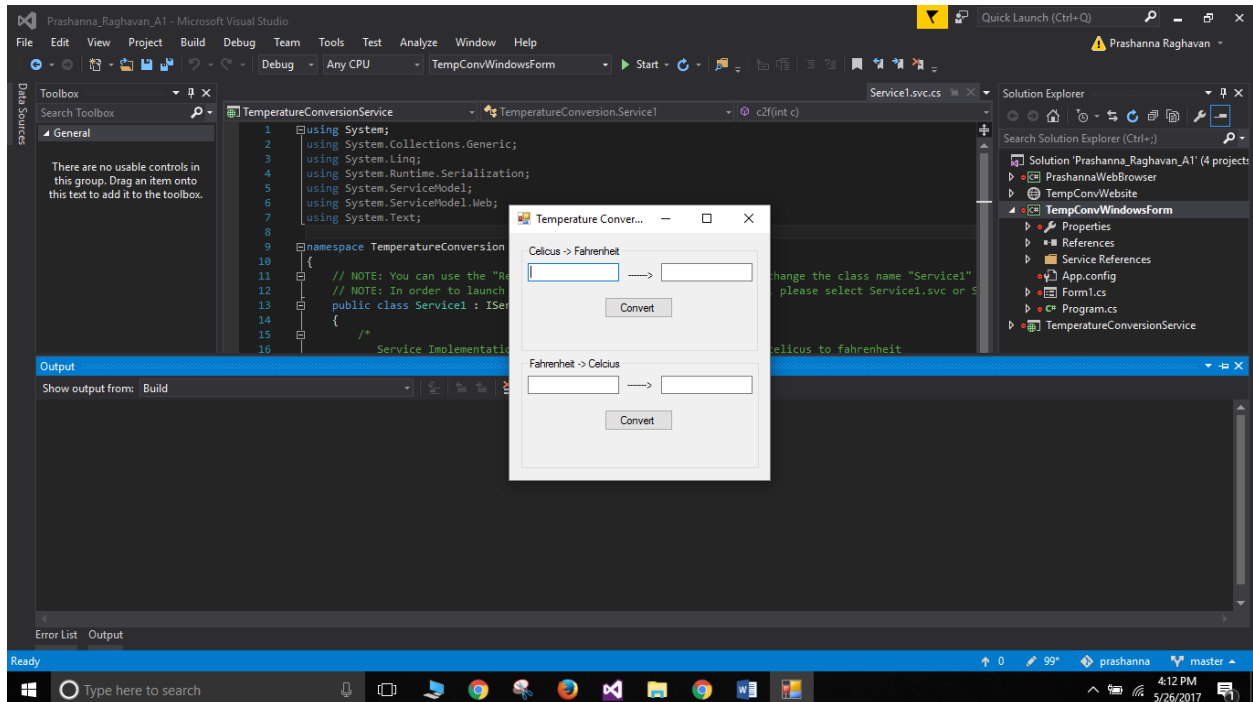 Prashanna_Raghavan_A1 - Microsoft Visual Studio
Quick Launch (Ctrl+Q)
File Edit View Project Build Debug Team Tools Test Analyze Window Help
Prashanna Raghavan
Debug Any CPU TempConvWindowsForm Start
Data Sources
Toolbox
Search Toolbox
General
There are no usable controls in
this group. Drag an item onto
this text to add it to the toolbox.
Service1.svc.cs
TemperatureConversionService TemperatureConversion.Service1 c2f(int c)
1 using System;
2 using System.Collections.Generic;
3 using System.Linq;
4 using System.Runtime.Serialization;
5 using System.ServiceModel;
6 using System.ServiceModel.Web;
7 using System.Text;
8
9 namespace TemperatureConversion
10 {
11 // NOTE: You can use the "Re hange the class name "Service1"
12 // NOTE: In order to launch please select Service1.svc or S
13 public class Service1 : ISer
14 {
15 /*
16 Service Implementatio elicus to fahrenheit
Temperature Conver...
Celicus -> Fahrenheit
------>
Convert
Fahrenheit -> Celcius
------>
Convert
Solution Explorer
Search Solution Explorer (Ctrl+;)
Solution 'Prashanna_Raghavan_A1' (4 projects
PrashannaWebBrowser
TempConvWebsite
TempConvWindowsForm
Properties
References
Service References
App.config
Form1.cs
Program.cs
TemperatureConversionService
Output
Show output from: Build
Error List Output
Ready
0 99* prashanna master
Type here to search
4:12 PM
5/26/2017